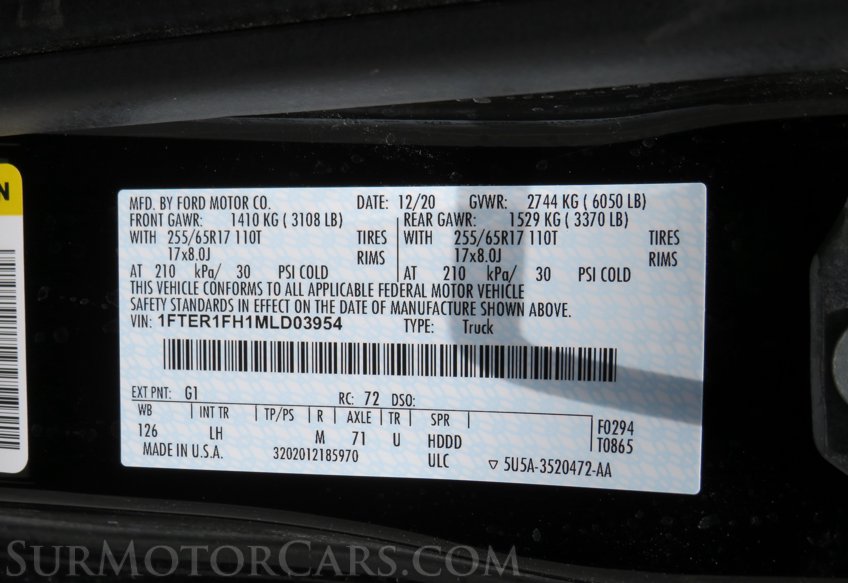 N
MFD. BY FORD MOTOR CO. DATE: 12/20 GVWR: 2744 KG ( 6050 LB)
FRONT GAWR: 1410 KG ( 3108 LB) REAR GAWR: 1529 KG ( 3370 LB)
WITH 255/65R17 110T TIRES WITH 255/65R17 110T TIRES
17x8.0J RIMS 17x8.0J RIMS
AT 210 kPa/ 30 PSI COLD AT 210 kPa/ 30 PSI COLD
THIS VEHICLE CONFORMS TO ALL APPLICABLE FEDERAL MOTOR VEHICLE
SAFETY STANDARDS IN EFFECT ON THE DATE OF MANUFACTURE SHOWN ABOVE.
VIN: 1FTER1FH1MLD03954 TYPE: Truck
EXT PNT: G1 RC: 72 DSO:
WB INT TR TP/PS R AXLE TR SPR F0294
126 LH M 71 U HDDD T0865
MADE IN U.S.A. 3202012185970 ULC ▽ 5U5A-3520472-AA
SURMOTORCARS.COM